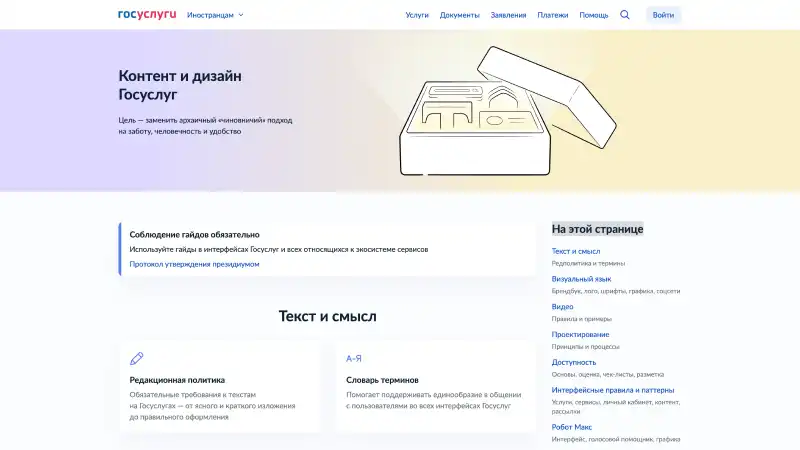 госуслуги
Иностранцам
Услуги
Документы
Заявления
Платежи
Помощь
Войти
Контент и дизайн
Госуслуг
Цель — заменить архаичный «чиновничий» подход
на заботу, человечность и удобство
Соблюдение гайдов обязательно
Используйте гайды в интерфейсах Госуслуг и всех относящихся к экосистеме сервисов
Протокол утверждения президиумом
Текст и смысл
Редакционная политика
Обязательные требования к текстам
на Госуслугах — от ясного и краткого изложения
до правильного оформления
А-Я
Словарь терминов
Помогает поддерживать единообразие в общении
с пользователями во всех интерфейсах Госуслуг
На этой странице
Текст и смысл
Редполитика и термины
Визуальный язык
Брендбук, лого, шрифты, графика, соцсети
Видео
Правила и примеры
Проектирование
Принципы и процессы
Доступность
Основы, оценка, чек-листы, разметка
Интерфейсные правила и паттерны
Услуги, сервисы, личный кабинет, контент,
рассылки
Робот Макс
Интерфейс, голосовой помощник, графика